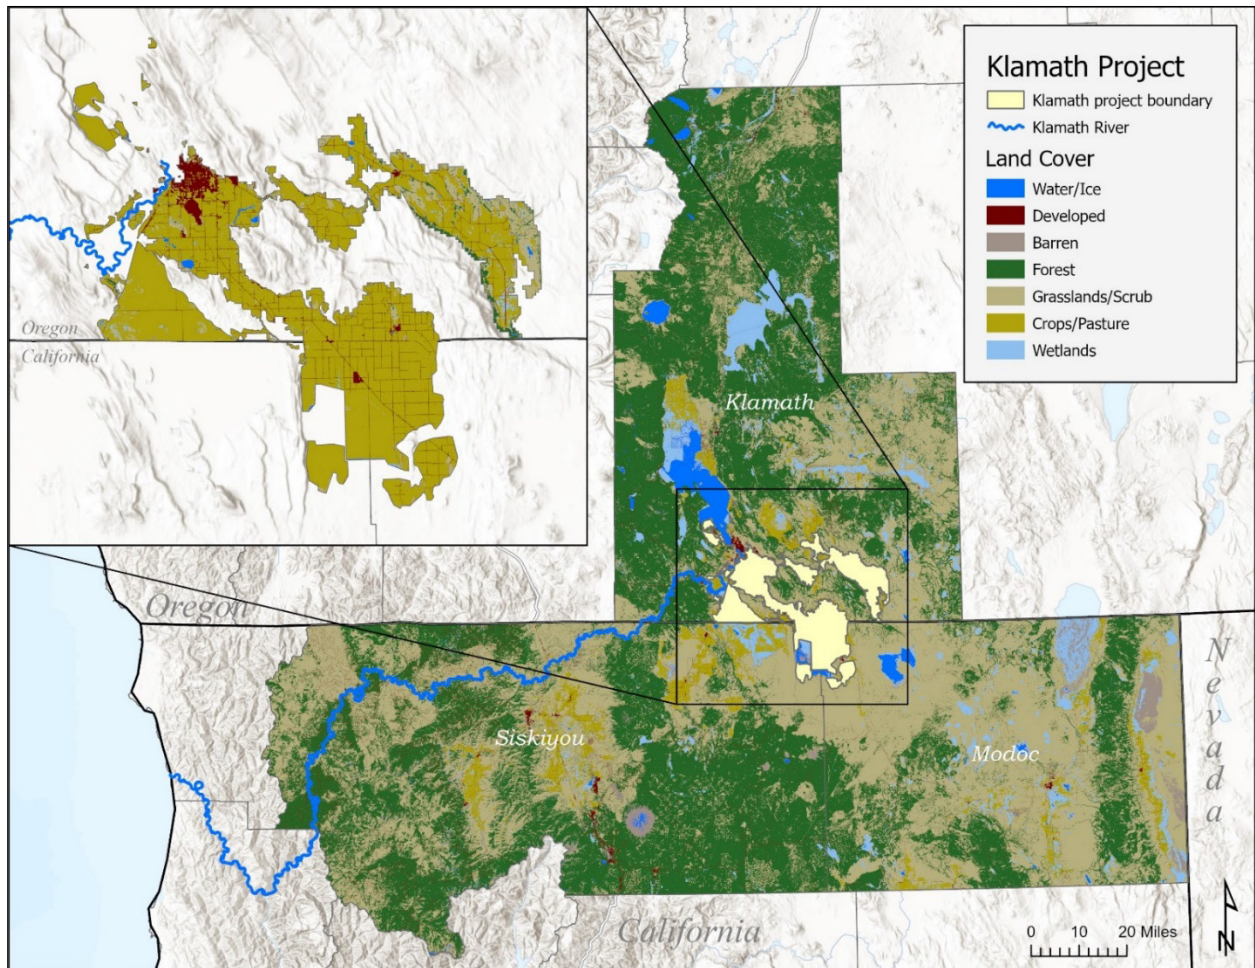 Klamath Project
Klamath project boundary
Klamath River
Land Cover
Water/Ice
Developed
Barren
Forest
Grasslands/Scrub
Crops/Pasture
Wetlands
Oregon
California
Klamath
Oregon
Siskiyou
Modoc
Nevada
California
0 10 20 Miles
N